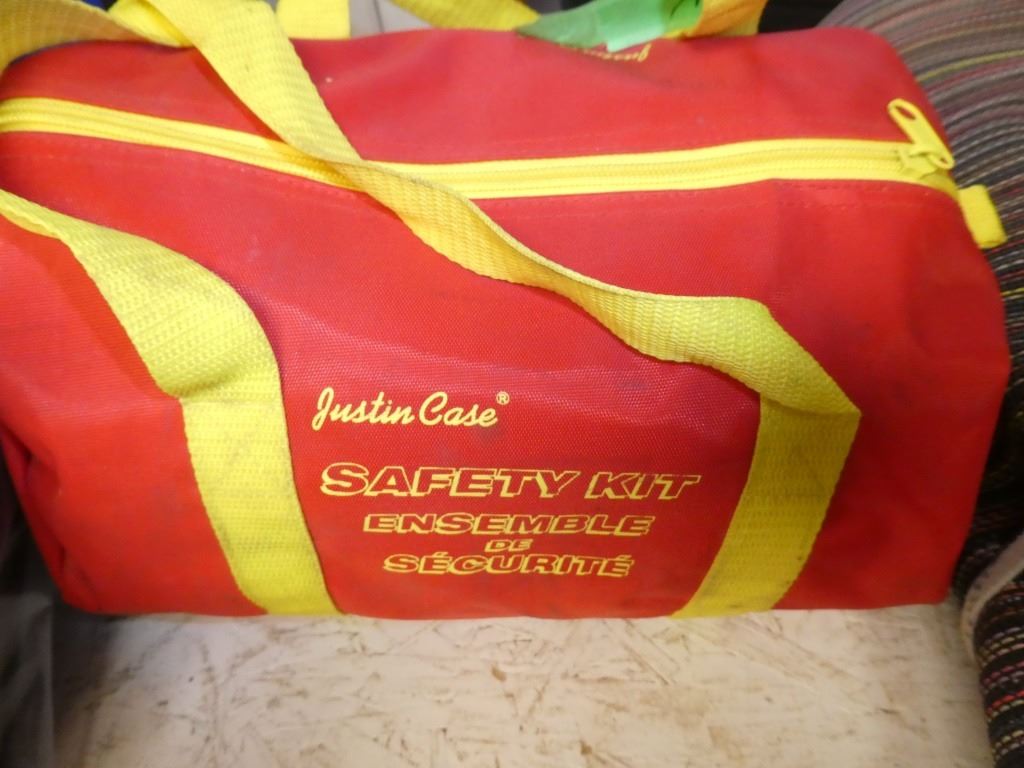 Justin Case®
SAFETY KIT
ENSEMBLE
DE
SÉCURITÉ